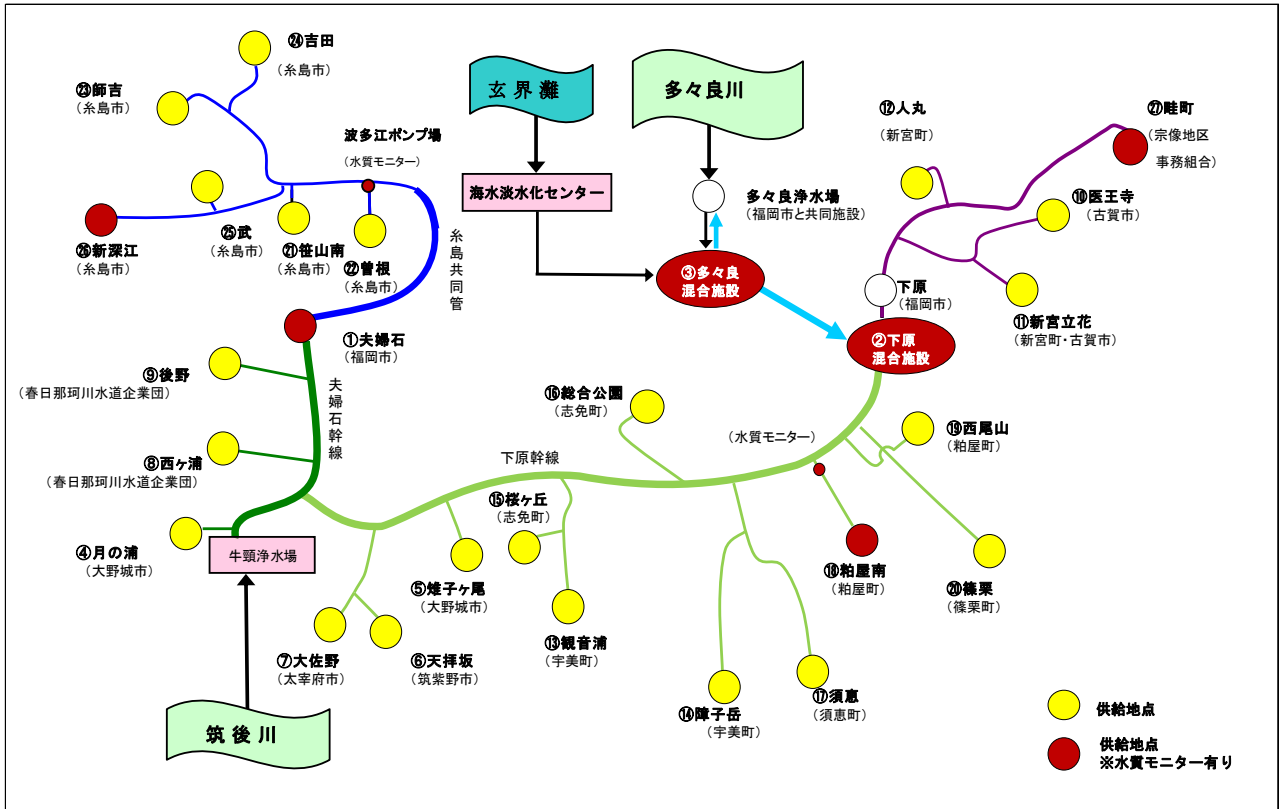 ㉔吉田
(糸島市)
㉓師吉
(糸島市)
波多江ポンプ場
(水質モニター)
㉖新深江
(糸島市)
㉕武
(糸島市)
㉑笹山南
(糸島市)
㉒曽根
(糸島市)
糸島共同管
玄界灘
多々良川
海水淡水化センター
多々良浄水場
(福岡市と共同施設)
③多々良
混合施設
⑫人丸
(新宮町)
㉗畦町
(宗像地区
事務組合)
⑩医王寺
(古賀市)
下原
(福岡市)
⑪新宮立花
(新宮町・古賀市)
②下原
混合施設
①夫婦石
(福岡市)
⑨後野
(春日那珂川水道企業団)
夫婦石幹線
⑧西ヶ浦
(春日那珂川水道企業団)
④月の浦
(大野城市)
牛頸浄水場
⑯総合公園
(志免町)
(水質モニター)
⑲西尾山
(粕屋町)
下原幹線
⑮桜ヶ丘
(志免町)
⑤雉子ヶ尾
(大野城市)
⑱粕屋南
(粕屋町)
⑳篠栗
(篠栗町)
⑦大佐野
(太宰府市)
⑥天拝坂
(筑紫野市)
⑬観音浦
(宇美町)
⑭障子岳
(宇美町)
⑰須恵
(須恵町)
筑後川
供給地点
供給地点
※水質モニター有り